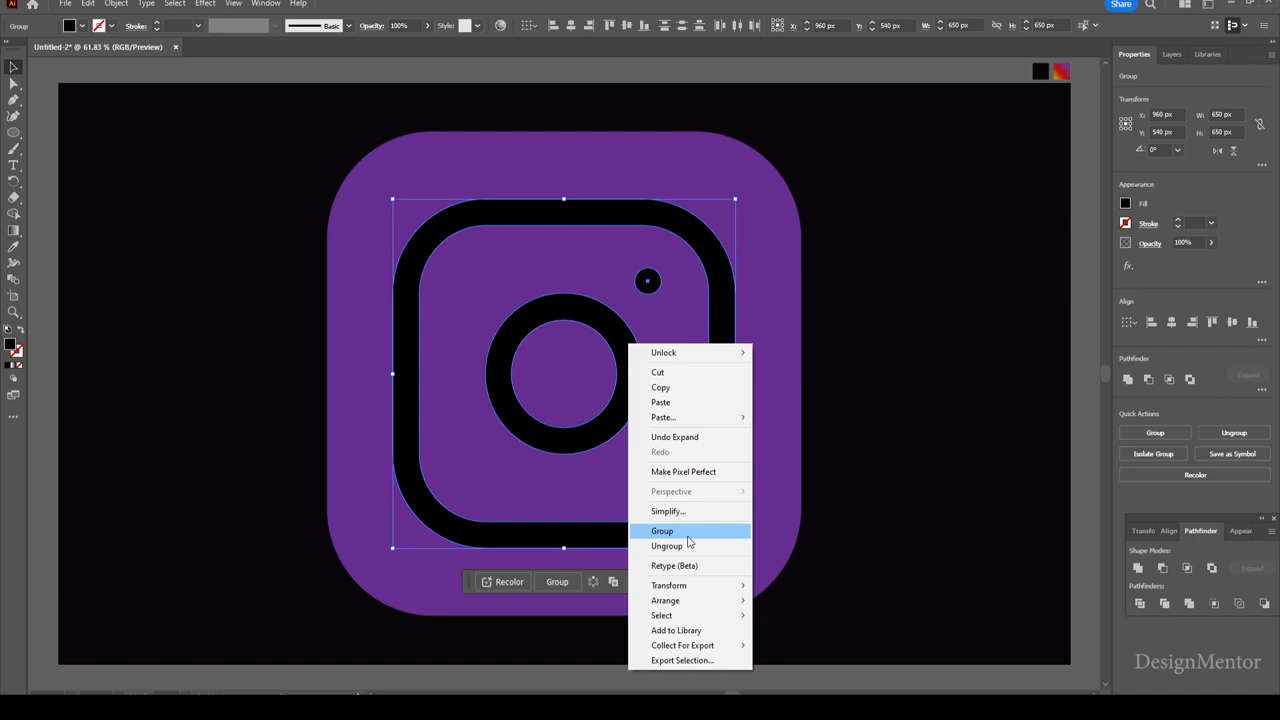 Ai
File Edit Object Type Select Effect View Window Help
Share
Group
Stroke:
Basic
Opacity: 100%
Style:
X: 960 px
Y: 540 px
W: 650 px
H: 650 px
Untitled-2* @ 61.83 % (RGB/Preview) ×
Properties Layers Libraries
Group
Transform
X: 960 px W: 650 px
Y: 540 px H: 650 px
0°
Appearance
Fill
Stroke
Opacity 100%
fx.
Align
Pathfinder
Expand
Quick Actions
Group Ungroup
Isolate Group Save as Symbol
Recolor
Transfo Align Pathfinder Appear
Shape Modes:
Expand
Pathfinders:
Unlock
Cut
Copy
Paste
Paste...
Undo Expand
Redo
Make Pixel Perfect
Perspective
Simplify...
Group
Ungroup
Retype (Beta)
Transform
Arrange
Select
Add to Library
Collect For Export
Export Selection...
Recolor Group
DesignMentor